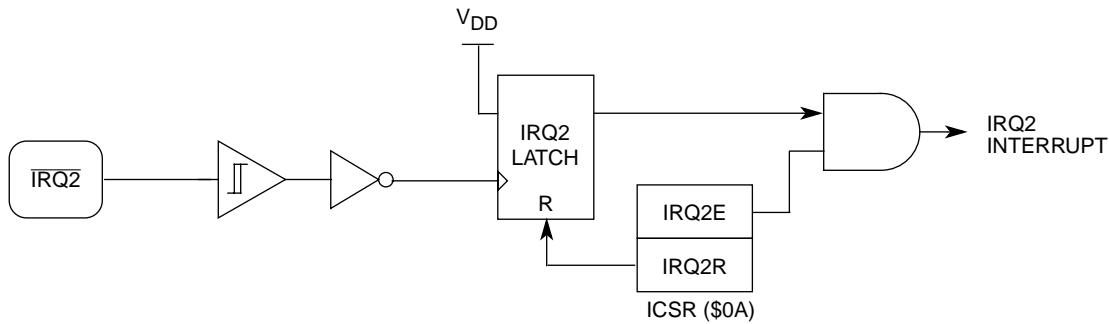 VDD
IRQ2
IRQ2
LATCH
R
IRQ2
INTERRUPT
IRQ2E
IRQ2R
ICSR ($0A)